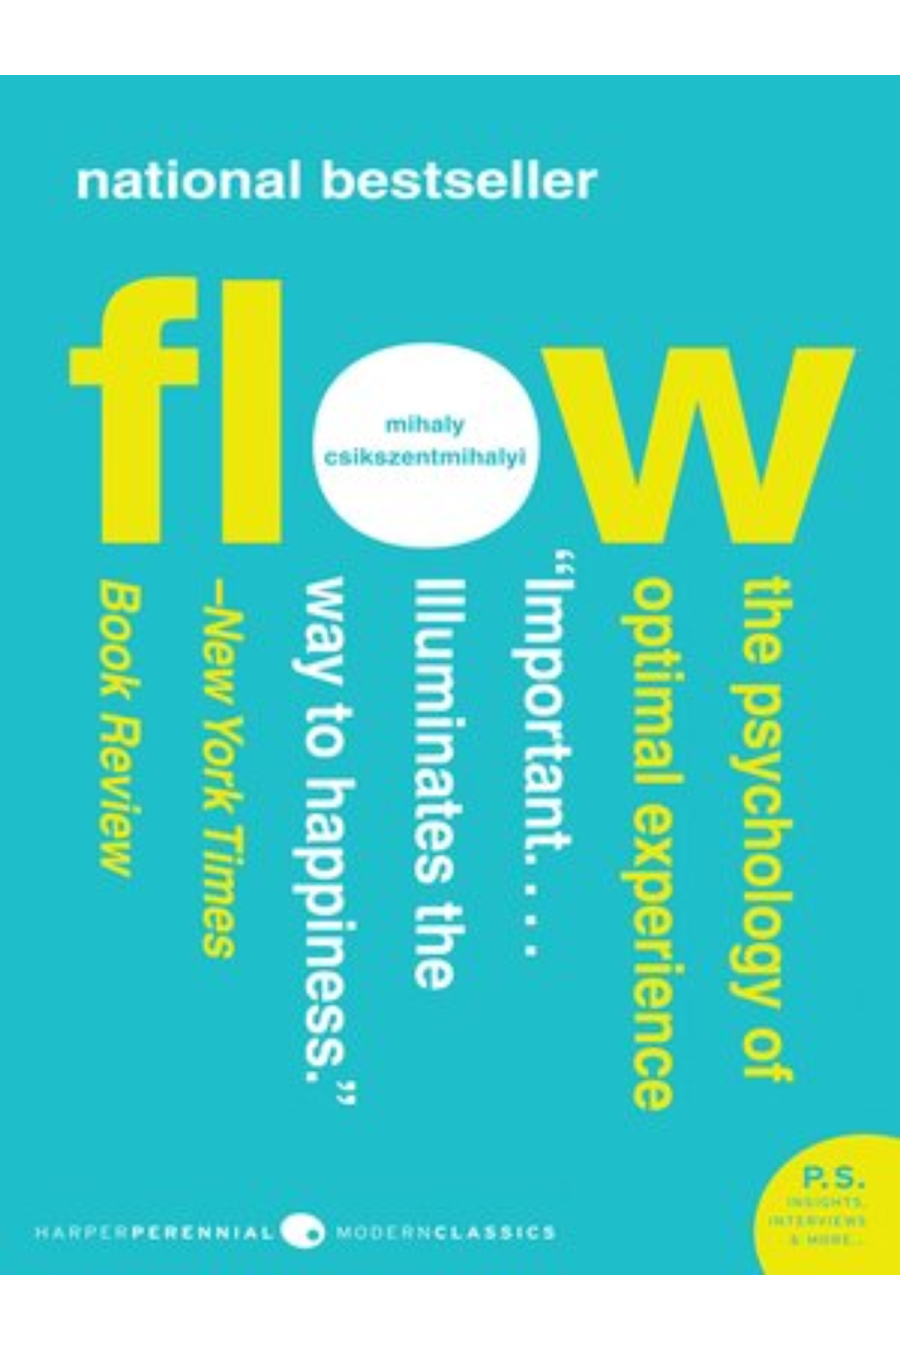 national bestseller
flow
mihaly
csikszentmihalyi
the psychology of
optimal experience
“Important. . . .
Illuminates the
way to happiness.”
–New York Times
Book Review
P.S.
INSIGHTS,
INTERVIEWS
& MORE...
HARPERPERENNIAL MODERNCLASSICS